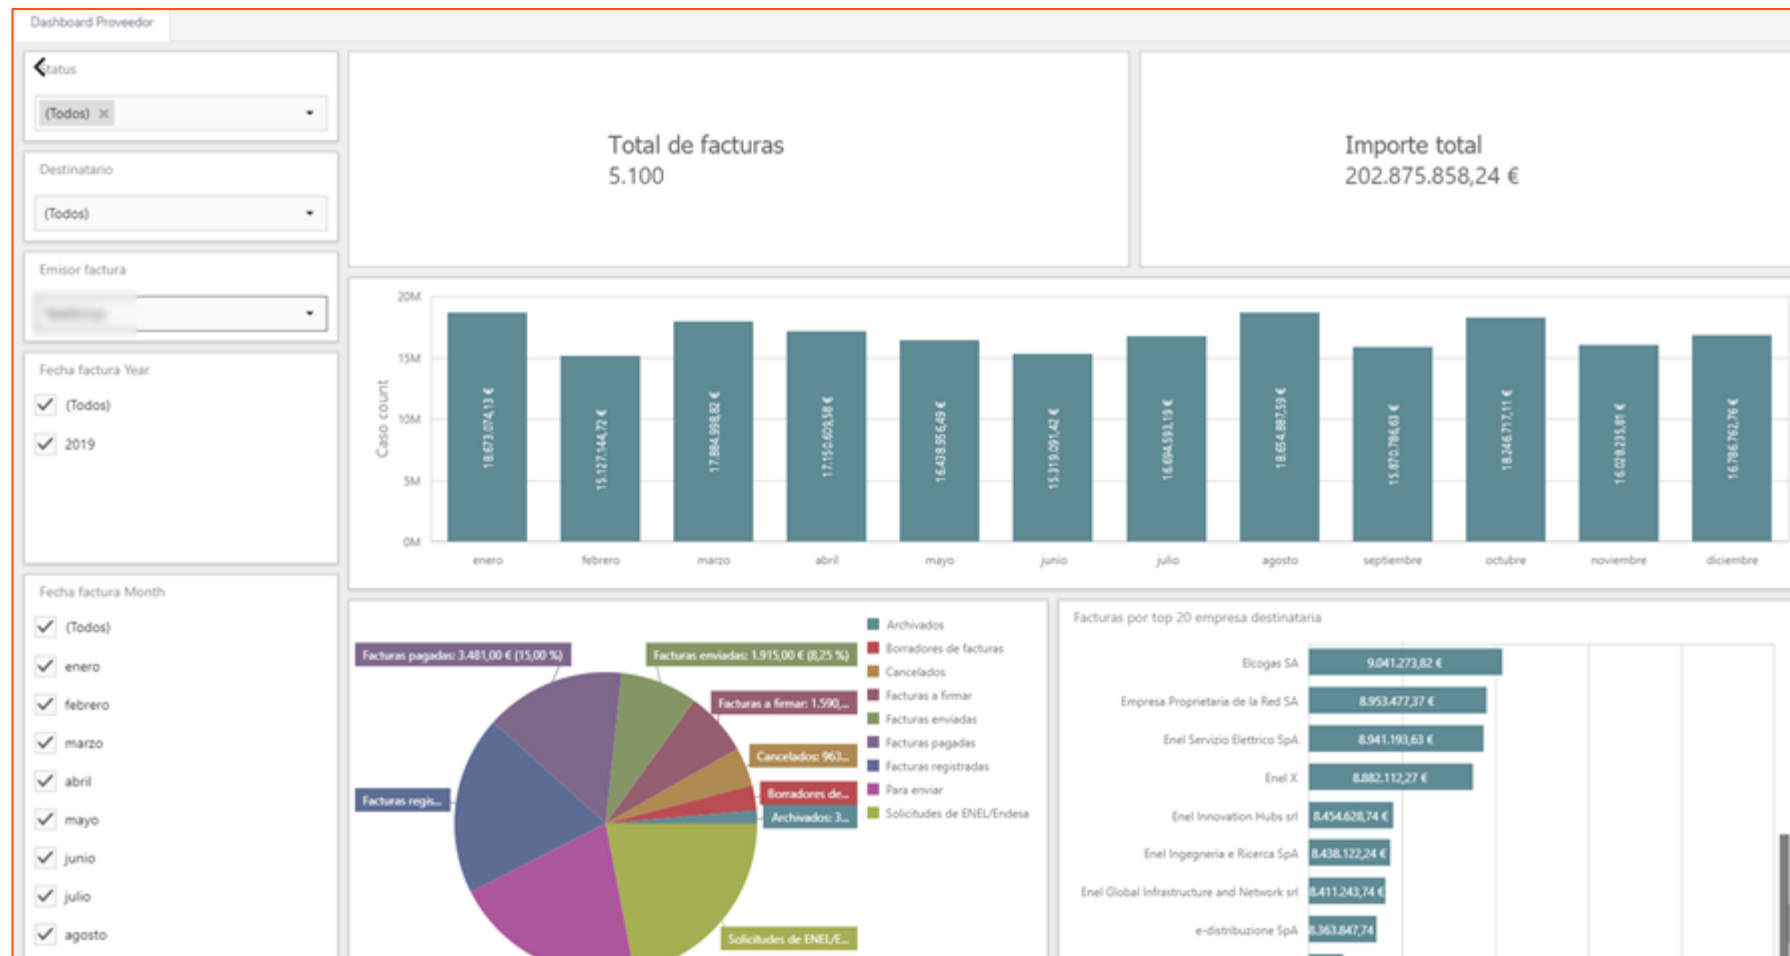 Dashboard Proveedor
Status
(Todos)
Destinatario
(Todos)
Emisor factura
Fecha factura Year
(Todos)
2019
Fecha factura Month
(Todos)
enero
febrero
marzo
abril
mayo
junio
julio
agosto
Total de facturas
5.100
Importe total
202.875.858,24 €
Caso count
20M
15M
10M
5M
0M
18.673.074,13 €
15.127.144,72 €
17.884.998,82 €
17.150.609,58 €
16.438.956,49 €
15.319.091,42 €
16.694.593,19 €
18.654.887,59 €
15.870.786,63 €
18.246.717,11 €
16.028.235,81 €
16.786.762,76 €
enero
febrero
marzo
abril
mayo
junio
julio
agosto
septiembre
octubre
noviembre
diciembre
Facturas pagadas: 3.481,00 € (15,00 %)
Facturas enviadas: 1.915,00 € (8,25 %)
Facturas a firmar: 1.590,...
Cancelados: 963...
Borradores de...
Archivados: 3...
Facturas regis...
Solicitudes de ENEL/E...
Archivados
Borradores de facturas
Cancelados
Facturas a firmar
Facturas enviadas
Facturas pagadas
Facturas registradas
Para enviar
Solicitudes de ENEL/Endesa
Facturas por top 20 empresa destinataria
Elcogas SA 9.041.273,82 €
Empresa Proprietaria de la Red SA 8.953.477,37 €
Enel Servizio Elettrico SpA 8.941.193,63 €
Enel X 8.882.112,27 €
Enel Innovation Hubs srl 8.454.628,74 €
Enel Ingegneria e Ricerca SpA 8.438.122,24 €
Enel Global Infrastructure and Network srl 8.411.243,74 €
e-distribuzione SpA 8.363.847,74